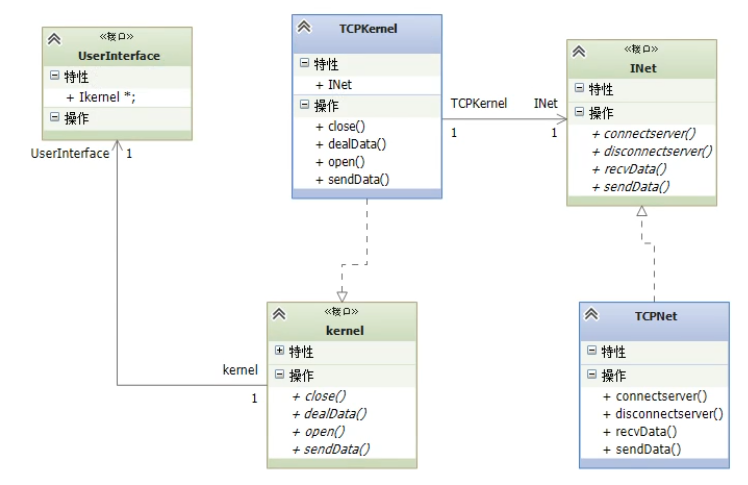 «接口»
UserInterface
特性
+ Ikernel *;
操作
TCPKernel
特性
+ INet
操作
+ close()
+ dealData()
+ open()
+ sendData()
«接口»
INet
特性
操作
+ connectserver()
+ disconnectserver()
+ recvData()
+ sendData()
TCPKernel
INet
1
1
UserInterface
1
«接口»
kernel
特性
操作
+ close()
+ dealData()
+ open()
+ sendData()
kernel
1
TCPNet
特性
操作
+ connectserver()
+ disconnectserver()
+ recvData()
+ sendData()